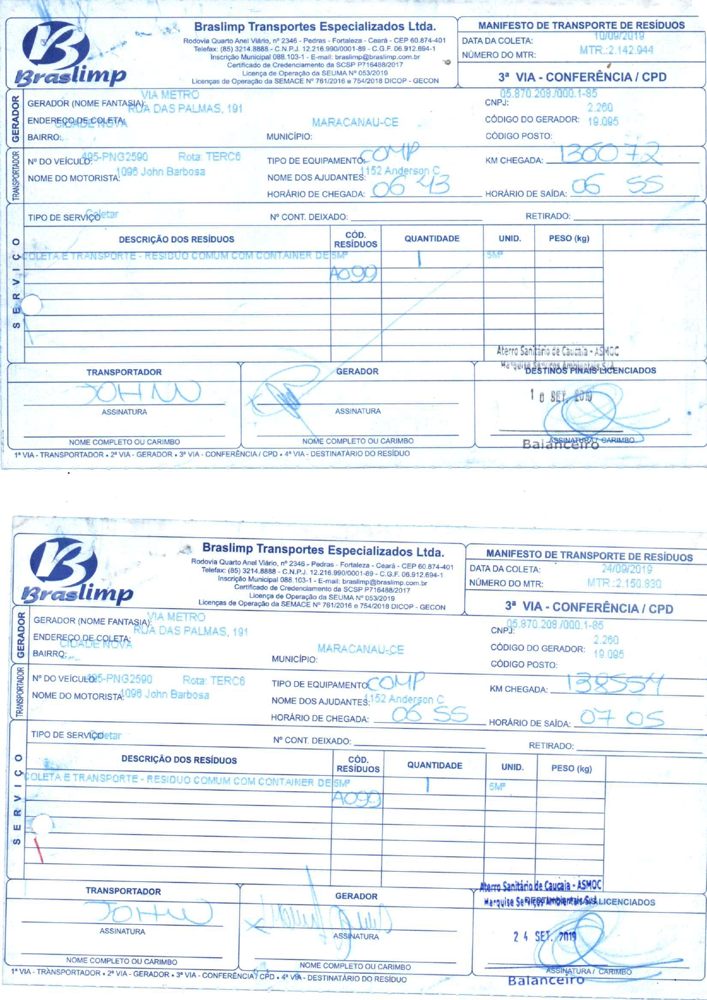 Braslimp
Braslimp Transportes Especializados Ltda.
Rodovia Quarto Anel Viário, nº 2346 - Pedras - Fortaleza - Ceará - CEP 60.874-401
Telefax: (85) 3214.8888 - C.N.P.J. 12.216.990/0001-89 - C.G.F. 06.912.694-1
Inscrição Municipal 088.103-1 - E-mail: braslimp@braslimp.com.br
Certificado de Credenciamento da SCSP P716488/2017
Licença de Operação da SEUMA Nº 053/2019
Licenças de Operação da SEMACE Nº 761/2016 e 754/2018 DICOP - GECON
MANIFESTO DE TRANSPORTE DE RESÍDUOS
DATA DA COLETA: 10/09/2019
NÚMERO DO MTR: MTR.:2.142.944
3ª VIA - CONFERÊNCIA / CPD
GERADOR
GERADOR (NOME FANTASIA): VIA METRO
ENDEREÇO DE COLETA: RUA DAS PALMAS, 191
BAIRRO: CIDADE NOVA
MUNICÍPIO: MARACANAU-CE
CNPJ: 05.870.208./000.1-85
CÓDIGO DO GERADOR: 2.260
CÓDIGO POSTO: 19.095
TRANSPORTADOR
Nº DO VEÍCULO: 495-PNG2590 Rota: TERC6
TIPO DE EQUIPAMENTO: COMP
KM CHEGADA: 136072
NOME DO MOTORISTA: 1096 John Barbosa
NOME DOS AJUDANTES: 1152 Anderson C
HORÁRIO DE CHEGADA: 06 43
HORÁRIO DE SAÍDA: 06 55
SERVIÇO
TIPO DE SERVIÇO Coletar
Nº CONT. DEIXADO:
RETIRADO:
DESCRIÇÃO DOS RESÍDUOS CÓD. RESÍDUOS QUANTIDADE UNID. PESO (kg)
COLETA E TRANSPORTE - RESIDUO COMUM COM CONTAINER DE 5M³ 1 5M³
A099
Aterro Sanitário de Caucaia - ASMOC
Marquise Serviços Ambientais S/A
TRANSPORTADOR GERADOR DESTINOS FINAIS LICENCIADOS
JOHN
10 SET. 2019
ASSINATURA ASSINATURA
NOME COMPLETO OU CARIMBO NOME COMPLETO OU CARIMBO ASSINATURA / CARIMBO
Balanceiro
1ª VIA - TRANSPORTADOR • 2ª VIA - GERADOR • 3ª VIA - CONFERÊNCIA / CPD • 4ª VIA - DESTINATÁRIO DO RESÍDUO
Braslimp
Braslimp Transportes Especializados Ltda.
Rodovia Quarto Anel Viário, nº 2346 - Pedras - Fortaleza - Ceará - CEP 60.874-401
Telefax: (85) 3214.8888 - C.N.P.J. 12.216.990/0001-89 - C.G.F. 06.912.694-1
Inscrição Municipal 088.103-1 - E-mail: braslimp@braslimp.com.br
Certificado de Credenciamento da SCSP P716488/2017
Licença de Operação da SEUMA Nº 053/2019
Licenças de Operação da SEMACE Nº 761/2016 e 754/2018 DICOP - GECON
MANIFESTO DE TRANSPORTE DE RESÍDUOS
DATA DA COLETA: 24/09/2019
NÚMERO DO MTR: MTR.:2.150.830
3ª VIA - CONFERÊNCIA / CPD
GERADOR
GERADOR (NOME FANTASIA): VIA METRO
ENDEREÇO DE COLETA: RUA DAS PALMAS, 191
BAIRRO: CIDADE NOVA
MUNICÍPIO: MARACANAU-CE
CNPJ: 05.870.208./000.1-85
CÓDIGO DO GERADOR: 2.260
CÓDIGO POSTO: 19.095
TRANSPORTADOR
Nº DO VEÍCULO: 495-PNG2590 Rota: TERC6
TIPO DE EQUIPAMENTO COMP
KM CHEGADA: 138554
NOME DO MOTORISTA: 1096 John Barbosa
NOME DOS AJUDANTES: 1152 Anderson C
HORÁRIO DE CHEGADA: 06 55
HORÁRIO DE SAÍDA: 07 05
SERVIÇO
TIPO DE SERVIÇO Coletar
Nº CONT. DEIXADO:
RETIRADO:
DESCRIÇÃO DOS RESÍDUOS CÓD. RESÍDUOS QUANTIDADE UNID. PESO (kg)
COLETA E TRANSPORTE - RESIDUO COMUM COM CONTAINER DE 5M³ 1 5M³
A099
Aterro Sanitário de Caucaia - ASMOC
Marquise Serviços Ambientais S/A
TRANSPORTADOR GERADOR LICENCIADOS
JOHN
24 SET. 2019
ASSINATURA ASSINATURA
NOME COMPLETO OU CARIMBO NOME COMPLETO OU CARIMBO ASSINATURA / CARIMBO
Balanceiro
1ª VIA - TRANSPORTADOR • 2ª VIA - GERADOR • 3ª VIA - CONFERÊNCIA / CPD • 4ª VIA - DESTINATÁRIO DO RESÍDUO